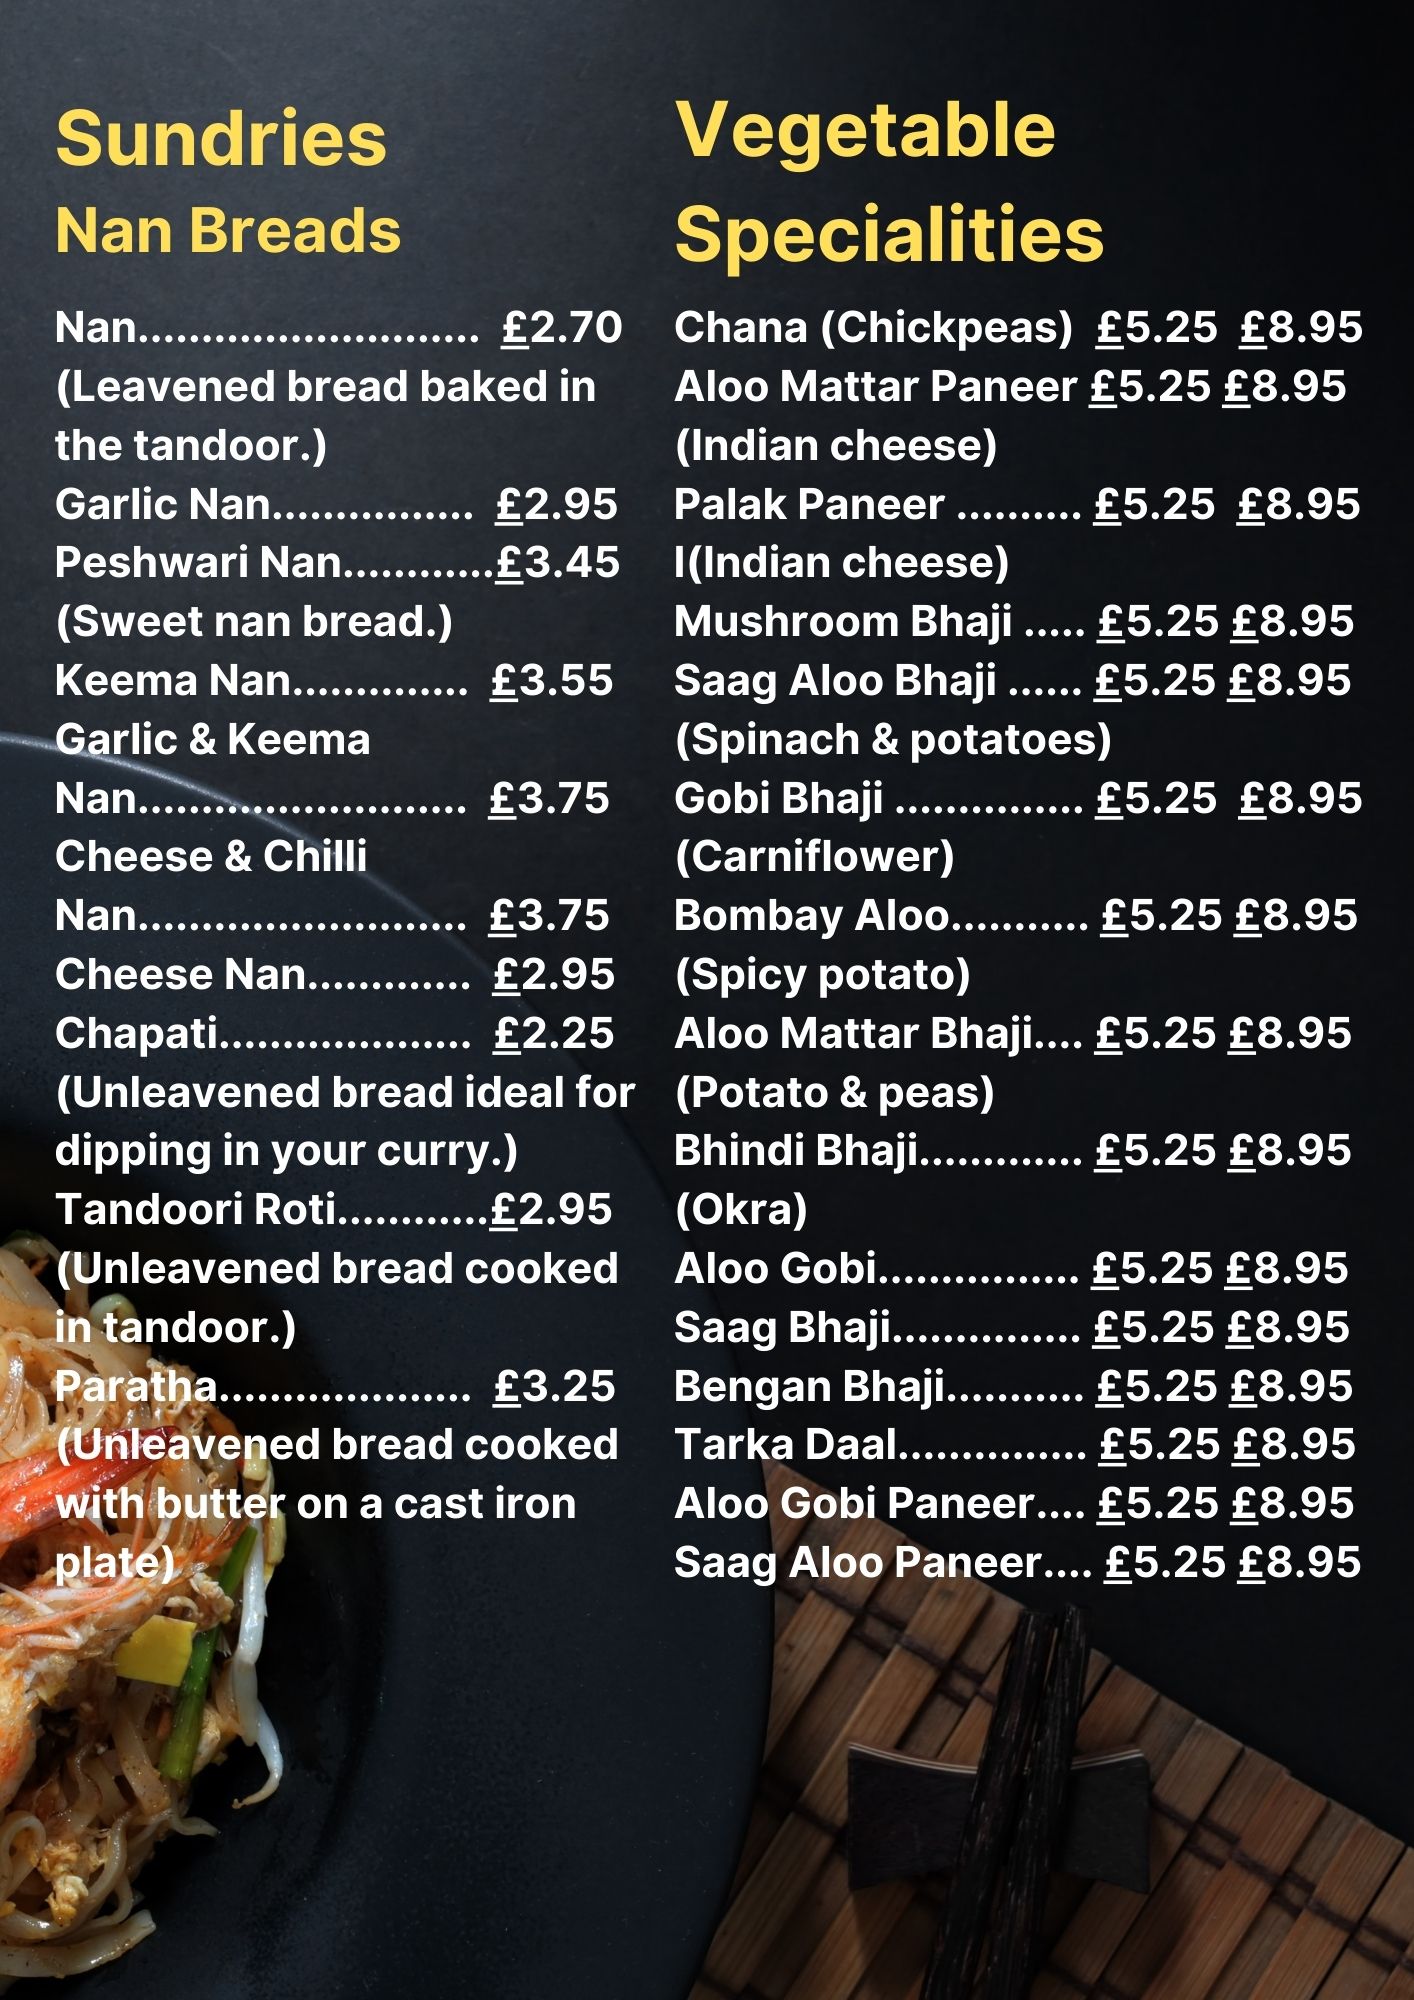 Sundries
Nan Breads
Nan........................... £2.70
(Leavened bread baked in
the tandoor.)
Garlic Nan................ £2.95
Peshwari Nan............£3.45
(Sweet nan bread.)
Keema Nan.............. £3.55
Garlic & Keema
Nan.......................... £3.75
Cheese & Chilli
Nan.......................... £3.75
Cheese Nan............. £2.95
Chapati.................... £2.25
(Unleavened bread ideal for
dipping in your curry.)
Tandoori Roti............£2.95
(Unleavened bread cooked
in tandoor.)
Paratha.................... £3.25
(Unleavened bread cooked
with butter on a cast iron
plate)
Vegetable
Specialities
Chana (Chickpeas) £5.25 £8.95
Aloo Mattar Paneer £5.25 £8.95
(Indian cheese)
Palak Paneer .......... £5.25 £8.95
I(Indian cheese)
Mushroom Bhaji ..... £5.25 £8.95
Saag Aloo Bhaji ...... £5.25 £8.95
(Spinach & potatoes)
Gobi Bhaji ............... £5.25 £8.95
(Carniflower)
Bombay Aloo........... £5.25 £8.95
(Spicy potato)
Aloo Mattar Bhaji.... £5.25 £8.95
(Potato & peas)
Bhindi Bhaji............. £5.25 £8.95
(Okra)
Aloo Gobi................ £5.25 £8.95
Saag Bhaji............... £5.25 £8.95
Bengan Bhaji........... £5.25 £8.95
Tarka Daal............... £5.25 £8.95
Aloo Gobi Paneer.... £5.25 £8.95
Saag Aloo Paneer.... £5.25 £8.95